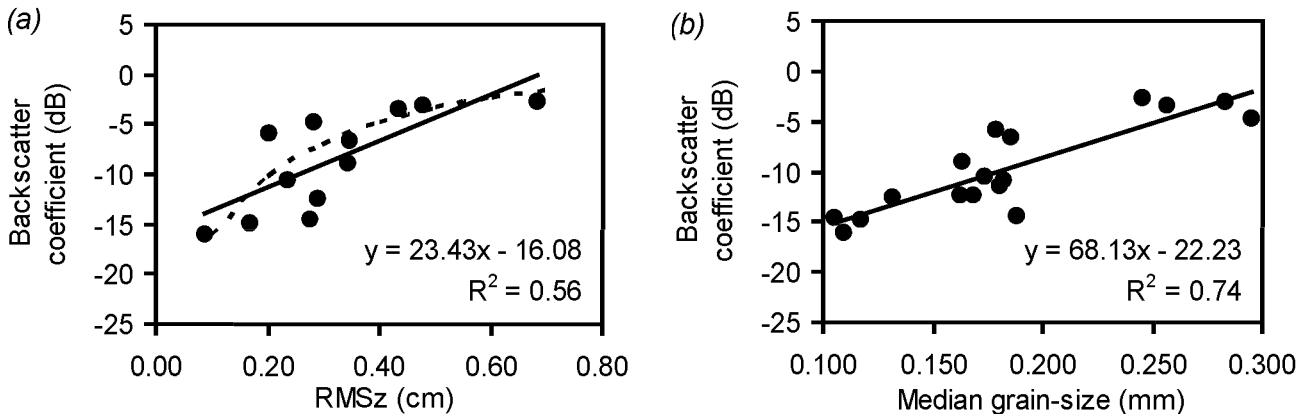 (a)
5
0
-5
-10
-15
-20
-25
Backscatter
coefficient (dB)
y = 23.43x - 16.08
R² = 0.56
0.00 0.20 0.40 0.60 0.80
RMSz (cm)
(b)
5
0
-5
-10
-15
-20
-25
Backscatter
coefficient (dB)
y = 68.13x - 22.23
R² = 0.74
0.100 0.150 0.200 0.250 0.300
Median grain-size (mm)